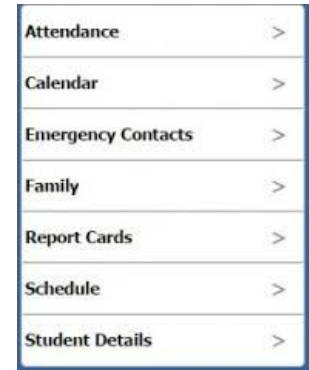 Attendance >
Calendar >
Emergency Contacts >
Family >
Report Cards >
Schedule >
Student Details >